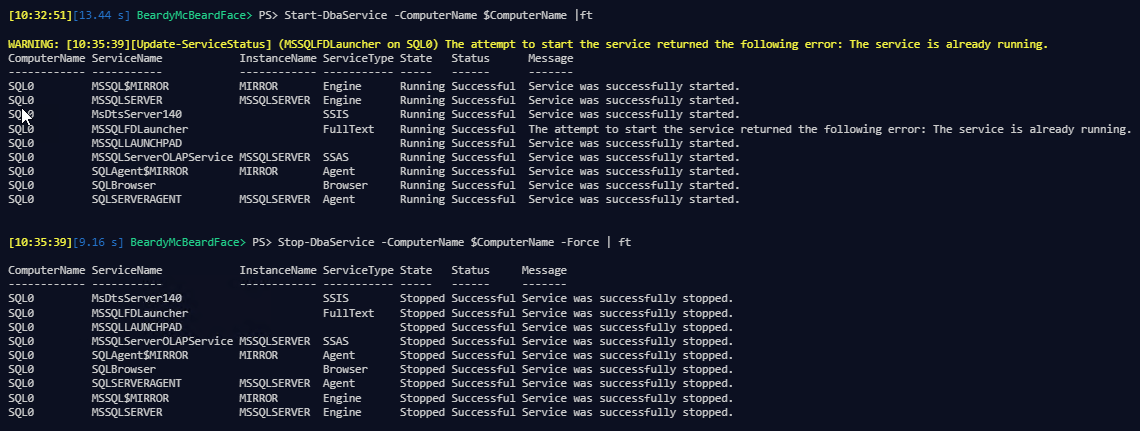 [10:32:51][13.44 s] BeardyMcBeardFace> PS> Start-DbaService -ComputerName $ComputerName |ft
WARNING: [10:35:39][Update-ServiceStatus] (MSSQLFDLauncher on SQL0) The attempt to start the service returned the following error: The service is already running.
ComputerName ServiceName InstanceName ServiceType State Status Message
------------ ----------- ------------ ----------- ----- ------ -------
SQL0 MSSQL$MIRROR MIRROR Engine Running Successful Service was successfully started.
SQL0 MSSQLSERVER MSSQLSERVER Engine Running Successful Service was successfully started.
SQL0 MsDtsServer140 SSIS Running Successful Service was successfully started.
SQL0 MSSQLFDLauncher FullText Running Successful The attempt to start the service returned the following error: The service is already running.
SQL0 MSSQLLAUNCHPAD Running Successful Service was successfully started.
SQL0 MSSQLServerOLAPService MSSQLSERVER SSAS Running Successful Service was successfully started.
SQL0 SQLAgent$MIRROR MIRROR Agent Running Successful Service was successfully started.
SQL0 SQLBrowser Browser Running Successful Service was successfully started.
SQL0 SQLSERVERAGENT MSSQLSERVER Agent Running Successful Service was successfully started.
[10:35:39][9.16 s] BeardyMcBeardFace> PS> Stop-DbaService -ComputerName $ComputerName -Force | ft
ComputerName ServiceName InstanceName ServiceType State Status Message
------------ ----------- ------------ ----------- ----- ------ -------
SQL0 MsDtsServer140 SSIS Stopped Successful Service was successfully stopped.
SQL0 MSSQLFDLauncher FullText Stopped Successful Service was successfully stopped.
SQL0 MSSQLLAUNCHPAD Stopped Successful Service was successfully stopped.
SQL0 MSSQLServerOLAPService MSSQLSERVER SSAS Stopped Successful Service was successfully stopped.
SQL0 SQLAgent$MIRROR MIRROR Agent Stopped Successful Service was successfully stopped.
SQL0 SQLBrowser Browser Stopped Successful Service was successfully stopped.
SQL0 SQLSERVERAGENT MSSQLSERVER Agent Stopped Successful Service was successfully stopped.
SQL0 MSSQL$MIRROR MIRROR Engine Stopped Successful Service was successfully stopped.
SQL0 MSSQLSERVER MSSQLSERVER Engine Stopped Successful Service was successfully stopped.